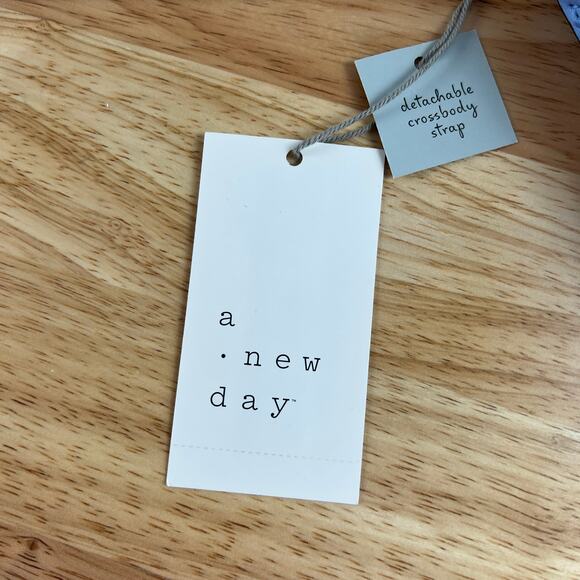 detachable
crossbody
strap
a
· new
day™